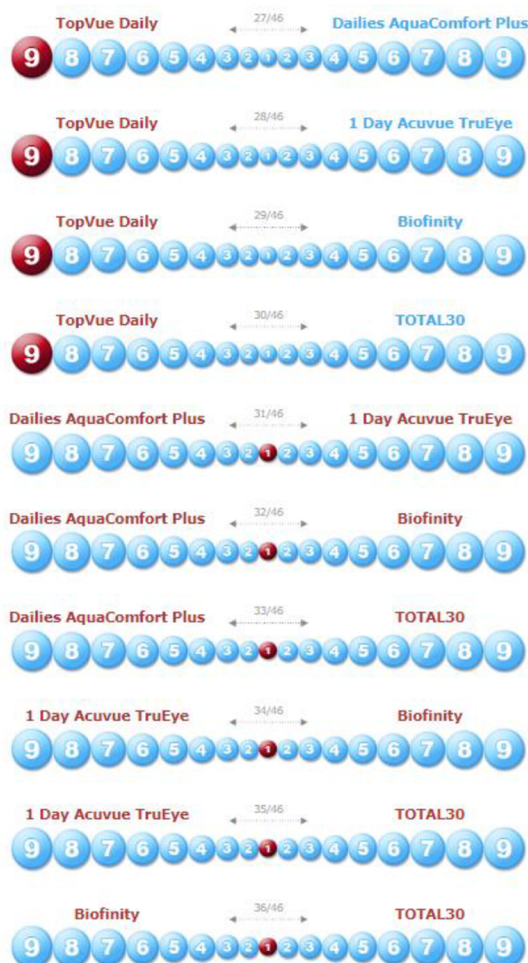 27/46
TopVue Daily Dailies AquaComfort Plus
9 8 7 6 5 4 3 2 1 2 3 4 5 6 7 8 9
28/46
TopVue Daily 1 Day Acuvue TruEye
9 8 7 6 5 4 3 2 1 2 3 4 5 6 7 8 9
29/46
TopVue Daily Biofinity
9 8 7 6 5 4 3 2 1 2 3 4 5 6 7 8 9
30/46
TopVue Daily TOTAL30
9 8 7 6 5 4 3 2 1 2 3 4 5 6 7 8 9
31/46
Dailies AquaComfort Plus 1 Day Acuvue TruEye
9 8 7 6 5 4 3 2 1 2 3 4 5 6 7 8 9
32/46
Dailies AquaComfort Plus Biofinity
9 8 7 6 5 4 3 2 1 2 3 4 5 6 7 8 9
33/46
Dailies AquaComfort Plus TOTAL30
9 8 7 6 5 4 3 2 1 2 3 4 5 6 7 8 9
34/46
1 Day Acuvue TruEye Biofinity
9 8 7 6 5 4 3 2 1 2 3 4 5 6 7 8 9
35/46
1 Day Acuvue TruEye TOTAL30
9 8 7 6 5 4 3 2 1 2 3 4 5 6 7 8 9
36/46
Biofinity TOTAL30
9 8 7 6 5 4 3 2 1 2 3 4 5 6 7 8 9